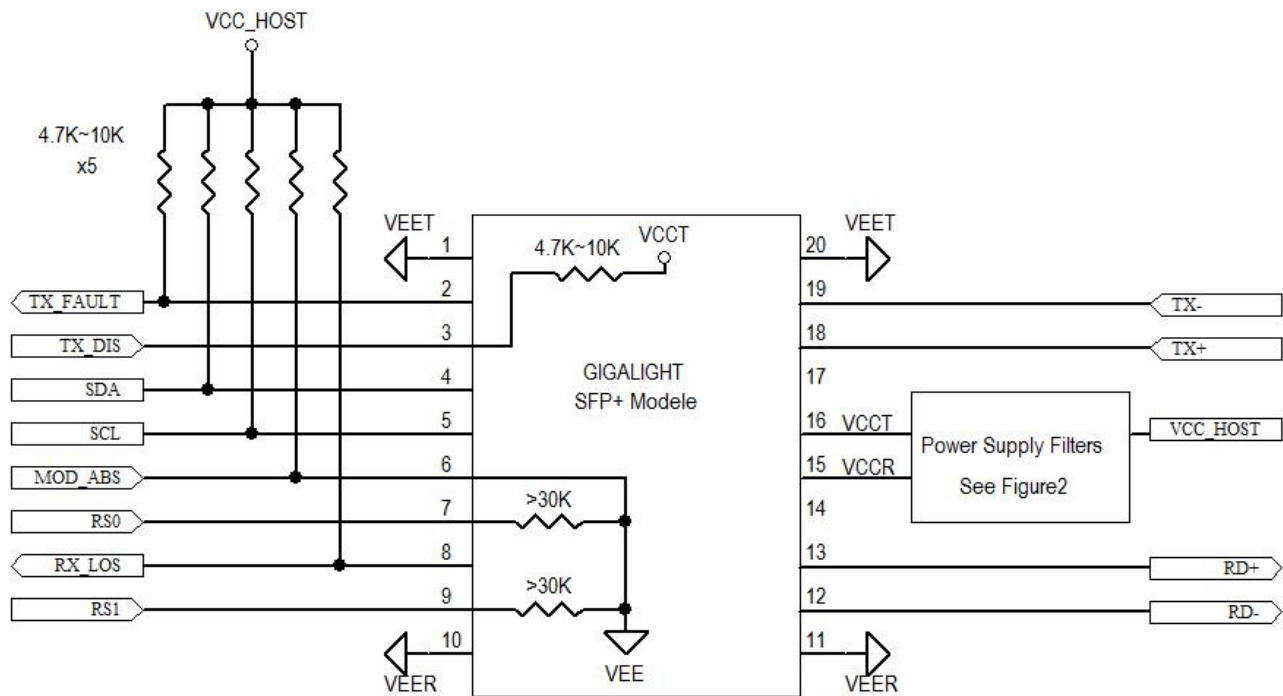 VCC_HOST
4.7K~10K
x5
VEET
1
4.7K~10K
VCCT
20
VEET
TX_FAULT
2
19
TX-
TX_DIS
3
18
TX+
SDA
4
GIGALIGHT
SFP+ Modele
17
SCL
5
16
VCCT
Power Supply Filters
See Figure2
VCC_HOST
MOD_ABS
6
15
VCCR
RS0
7
>30K
14
RX_LOS
8
13
RD+
RS1
9
>30K
12
RD-
10
VEER
VEE
11
VEER